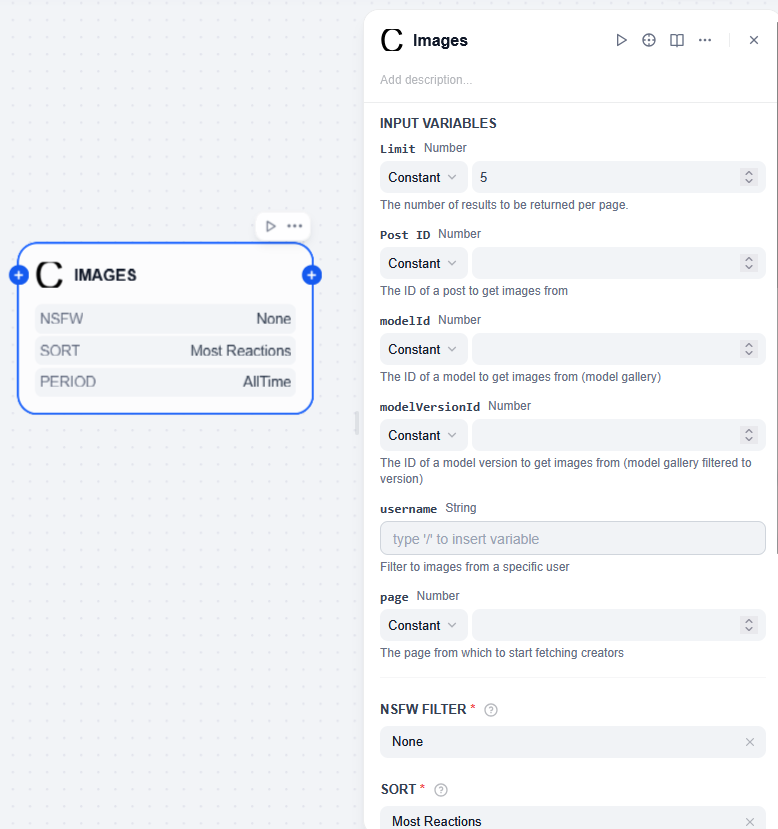 IMAGES
NSFW None
SORT Most Reactions
PERIOD AllTime
Images
Add description...
INPUT VARIABLES
Limit Number
Constant 5
The number of results to be returned per page.
Post ID Number
Constant
The ID of a post to get images from
modelId Number
Constant
The ID of a model to get images from (model gallery)
modelVersionId Number
Constant
The ID of a model version to get images from (model gallery filtered to
version)
username String
type '/' to insert variable
Filter to images from a specific user
page Number
Constant
The page from which to start fetching creators
NSFW FILTER *
None
SORT *
Most Reactions